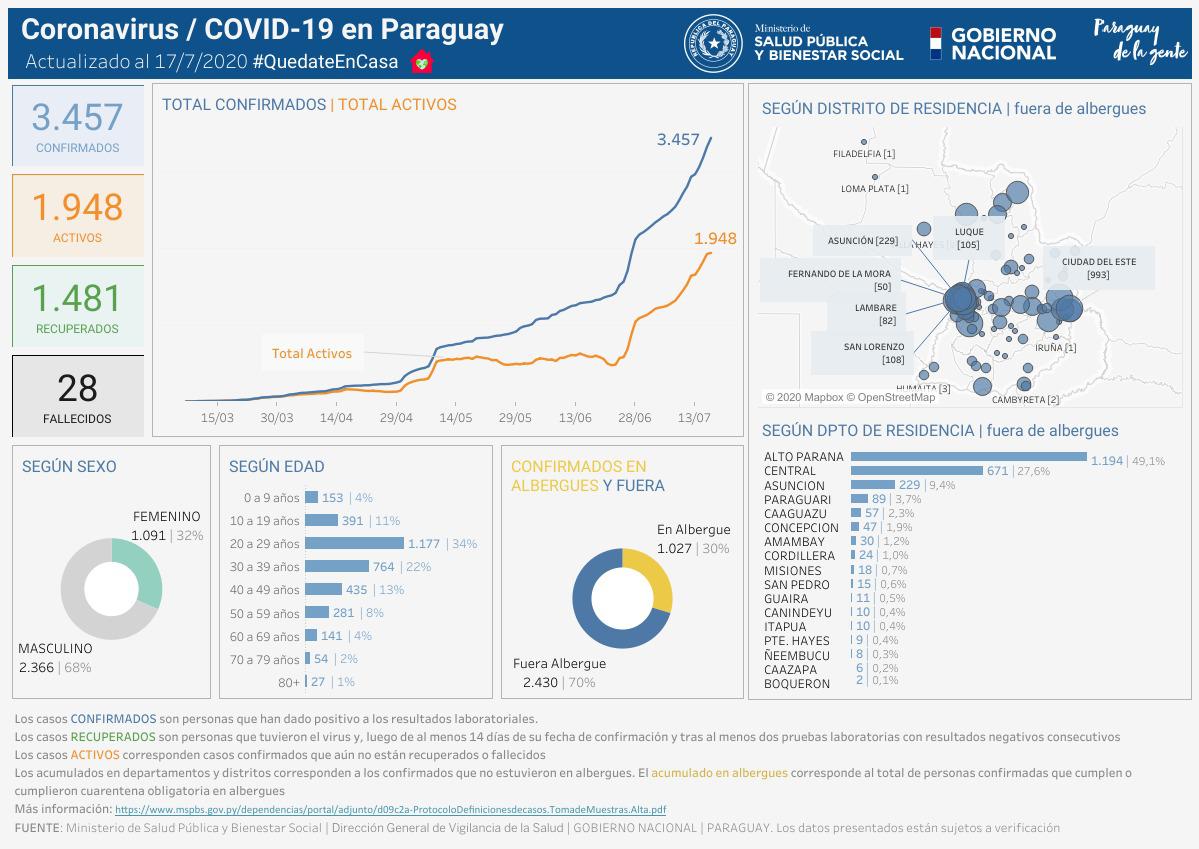 Coronavirus / COVID-19 en Paraguay
Actualizado al 17/7/2020 #QuedateEnCasa
REPÚBLICA DEL PARAGUAY
Ministerio de
SALUD PÚBLICA
Y BIENESTAR SOCIAL
GOBIERNO
NACIONAL
Paraguay
de la gente
3.457
CONFIRMADOS
1.948
ACTIVOS
1.481
RECUPERADOS
28
FALLECIDOS
TOTAL CONFIRMADOS | TOTAL ACTIVOS
3.457
1.948
Total Activos
15/03 30/03 14/04 29/04 14/05 29/05 13/06 28/06 13/07
SEGÚN DISTRITO DE RESIDENCIA | fuera de albergues
FILADELFIA [1]
LOMA PLATA [1]
ASUNCIÓN [229]
LUQUE
[105]
CIUDAD DEL ESTE
[993]
FERNANDO DE LA MORA
[50]
LAMBARE
[82]
SAN LORENZO
[108]
IRUÑA [1]
HUMAITA [3]
CAMBYRETA [2]
© 2020 Mapbox © OpenStreetMap
SEGÚN SEXO
FEMENINO
1.091 | 32%
MASCULINO
2.366 | 68%
SEGÚN EDAD
0 a 9 años 153 | 4%
10 a 19 años 391 | 11%
20 a 29 años 1.177 | 34%
30 a 39 años 764 | 22%
40 a 49 años 435 | 13%
50 a 59 años 281 | 8%
60 a 69 años 141 | 4%
70 a 79 años 54 | 2%
80+ 27 | 1%
CONFIRMADOS EN
ALBERGUES Y FUERA
En Albergue
1.027 | 30%
Fuera Albergue
2.430 | 70%
SEGÚN DPTO DE RESIDENCIA | fuera de albergues
ALTO PARANA 1.194 | 49,1%
CENTRAL 671 | 27,6%
ASUNCION 229 | 9,4%
PARAGUARI 89 | 3,7%
CAAGUAZU 57 | 2,3%
CONCEPCION 47 | 1,9%
AMAMBAY 30 | 1,2%
CORDILLERA 24 | 1,0%
MISIONES 18 | 0,7%
SAN PEDRO 15 | 0,6%
GUAIRA 11 | 0,5%
CANINDEYU 10 | 0,4%
ITAPUA 10 | 0,4%
PTE. HAYES 9 | 0,4%
ÑEEMBUCU 8 | 0,3%
CAAZAPA 6 | 0,2%
BOQUERON 2 | 0,1%
Los casos CONFIRMADOS son personas que han dado positivo a los resultados laboratoriales.
Los casos RECUPERADOS son personas que tuvieron el virus y, luego de al menos 14 días de su fecha de confirmación y tras al menos dos pruebas laboratorias con resultados negativos consecutivos
Los casos ACTIVOS corresponden casos confirmados que aún no están recuperados o fallecidos
Los acumulados en departamentos y distritos corresponden a los confirmados que no estuvieron en albergues. El acumulado en albergues corresponde al total de personas confirmadas que cumplen o
cumplieron cuarentena obligatoria en albergues
Más información: https://www.mspbs.gov.py/dependencias/portal/adjunto/d09c2a-ProtocoloDefinicionesdecasos.TomadeMuestras.Alta.pdf
FUENTE: Ministerio de Salud Pública y Bienestar Social | Dirección General de Vigilancia de la Salud | GOBIERNO NACIONAL | PARAGUAY. Los datos presentados están sujetos a verificación